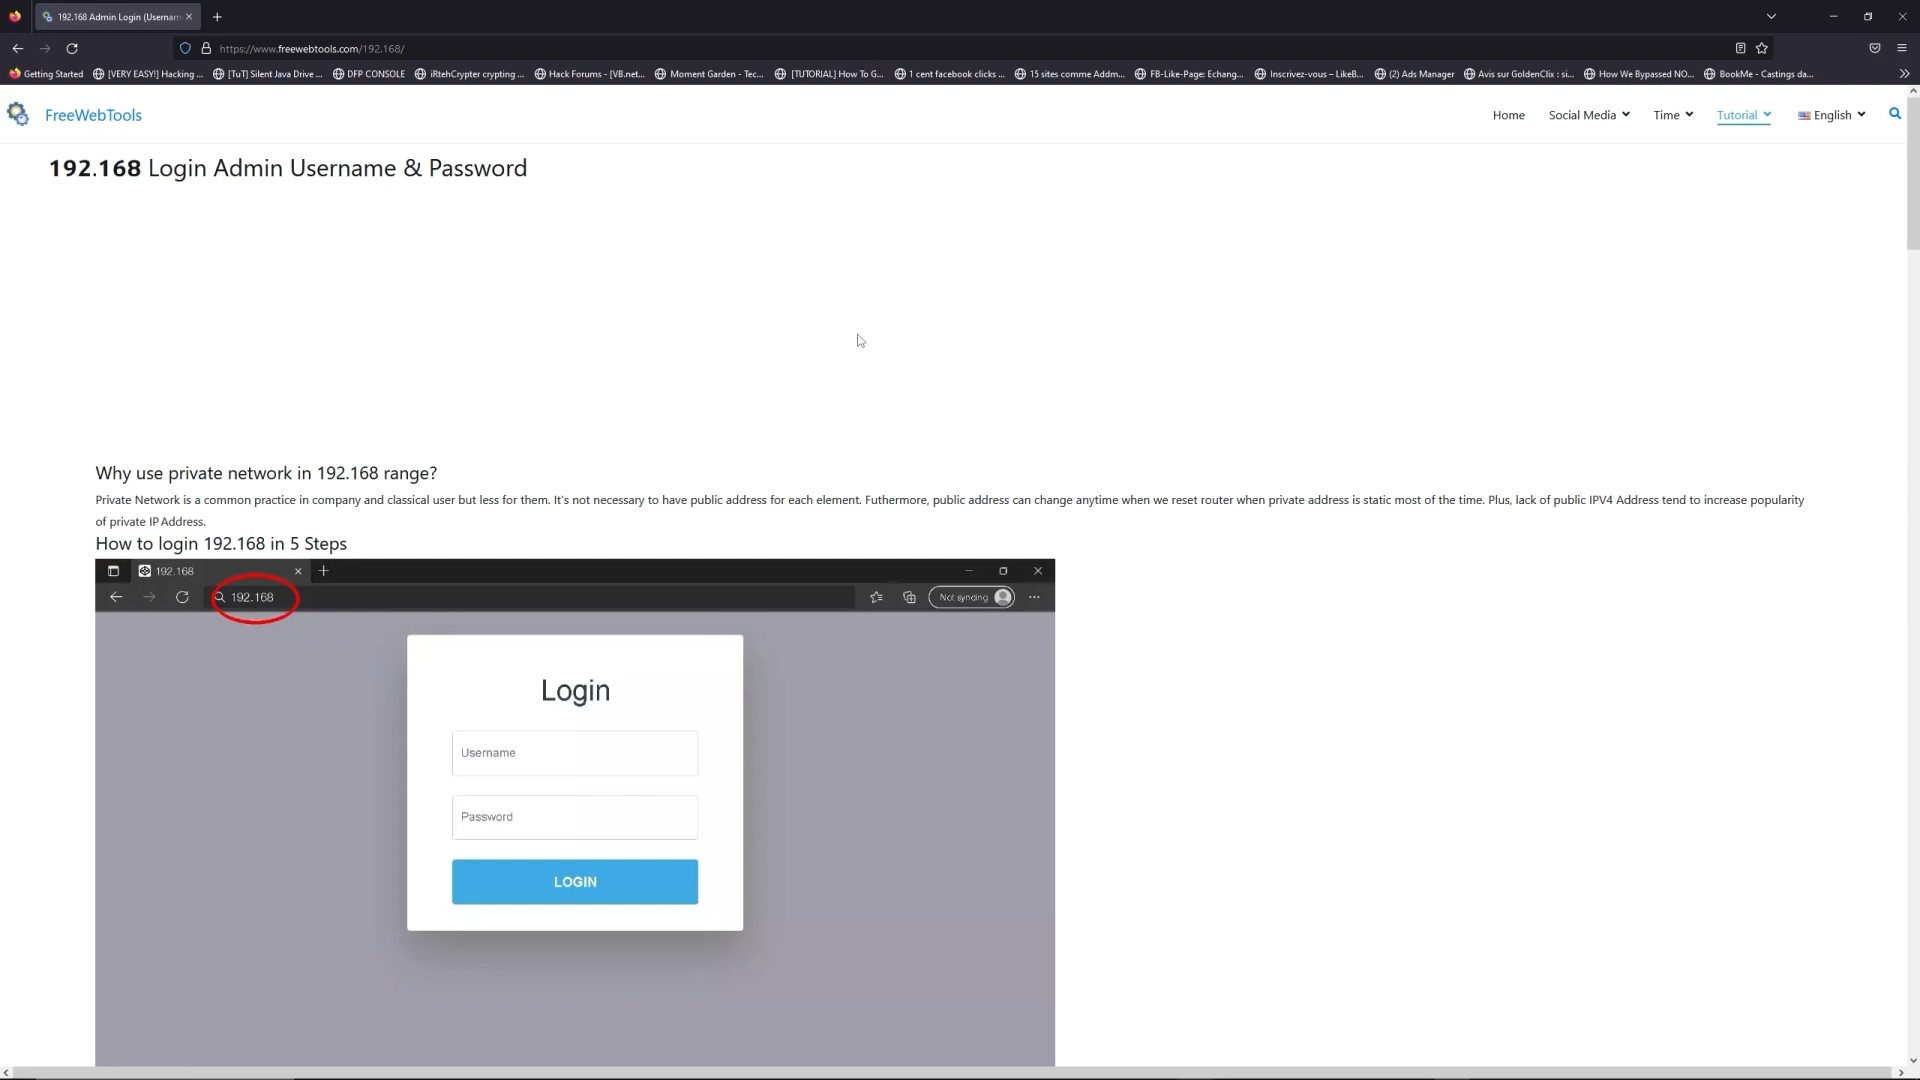 192.168 Admin Login (Usernam
https://www.freewebtools.com/192.168/
Getting Started
[VERY EASY!] Hacking ...
[TuT] Silent Java Drive ...
DFP CONSOLE
iRtehCrypter crypting ...
Hack Forums - [VB.net...
Moment Garden - Tec...
[TUTORIAL] How To G...
1 cent facebook clicks ...
15 sites comme Addm...
FB-Like-Page: Echang...
Inscrivez-vous – LikeB...
(2) Ads Manager
Avis sur GoldenClix : si...
How We Bypassed NO...
BookMe - Castings da...
FreeWebTools
Home
Social Media
Time
Tutorial
English
192.168 Login Admin Username & Password
Why use private network in 192.168 range?
Private Network is a common practice in company and classical user but less for them. It's not necessary to have public address for each element. Futhermore, public address can change anytime when we reset router when private address is static most of the time. Plus, lack of public IPV4 Address tend to increase popularity
of private IP Address.
How to login 192.168 in 5 Steps
192.168
192.168
Not syncing
Login
Username
Password
LOGIN